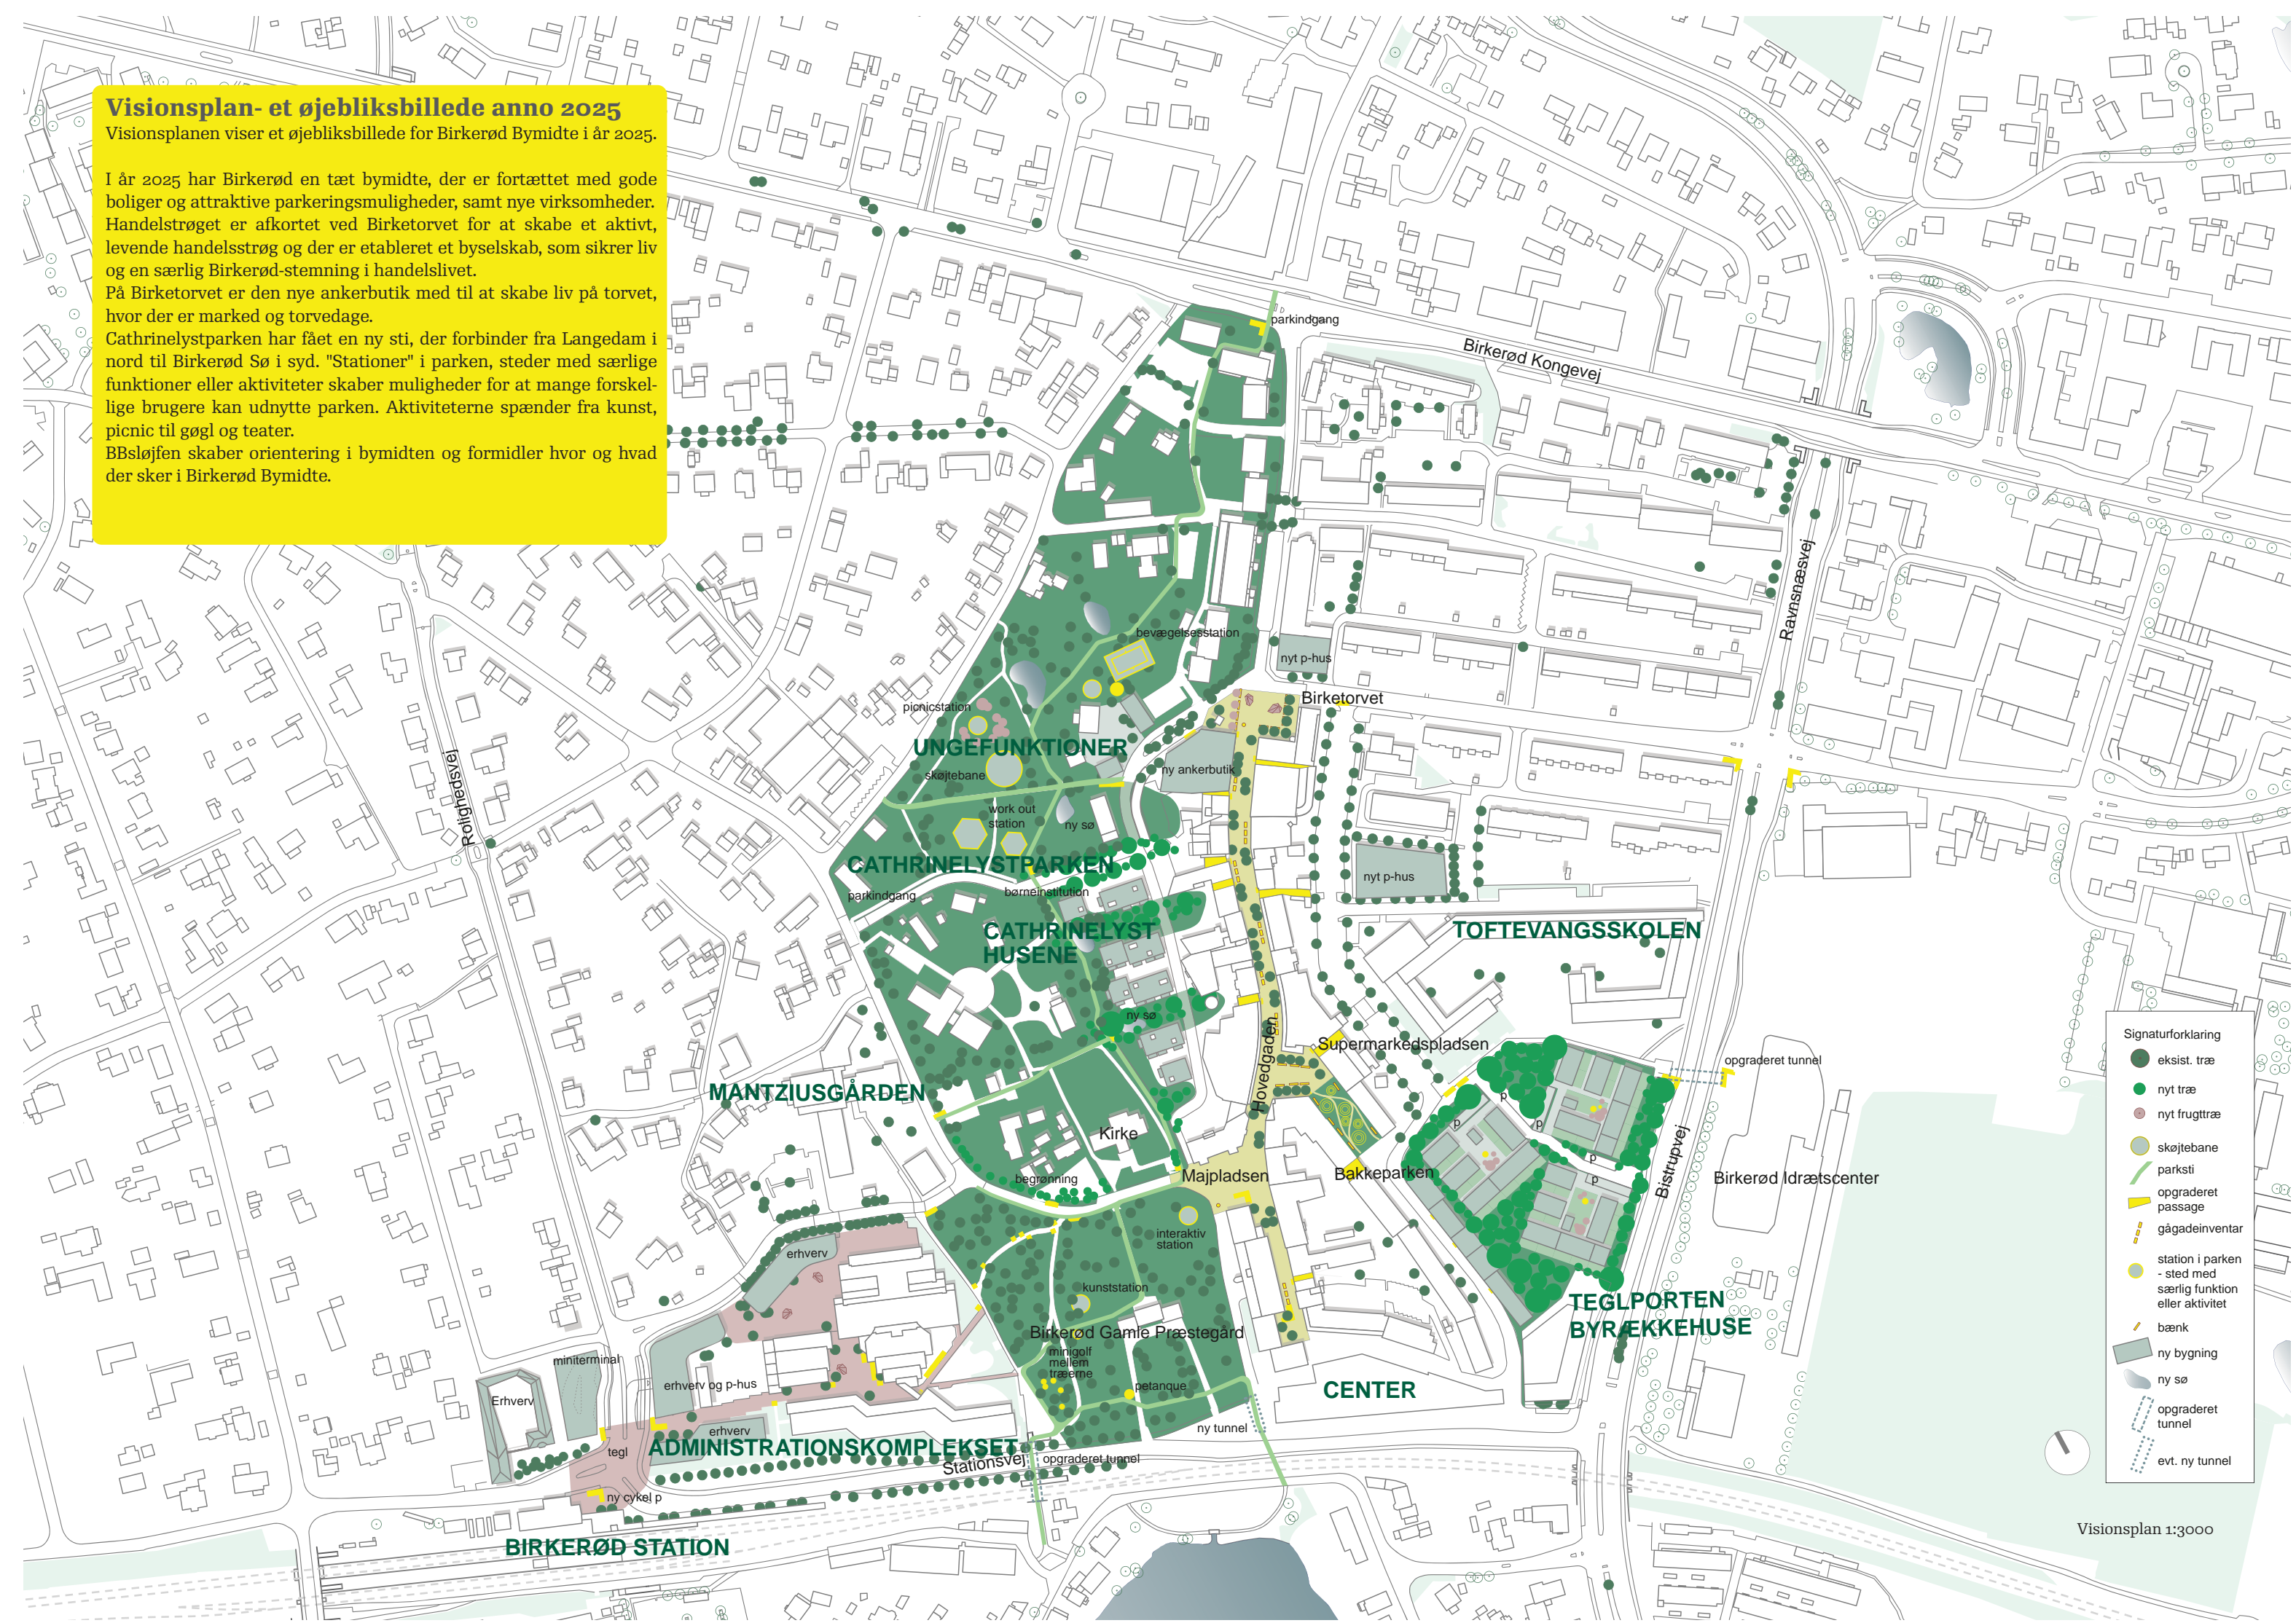 Visionsplan- et øjebliksbillede anno 2025
Visionsplanen viser et øjebliksbillede for Birkerød Bymidte i år 2025.
I år 2025 har Birkerød en tæt bymidte, der er fortættet med gode
boliger og attraktive parkeringsmuligheder, samt nye virksomheder.
Handelstrøget er afkortet ved Birketorvet for at skabe et aktivt,
levende handelsstrøg og der er etableret et byselskab, som sikrer liv
og en særlig Birkerød-stemning i handelslivet.
På Birketorvet er den nye ankerbutik med til at skabe liv på torvet,
hvor der er marked og torvedage.
Cathrinelystparken har fået en ny sti, der forbinder fra Langedam i
nord til Birkerød Sø i syd. "Stationer" i parken, steder med særlige
funktioner eller aktiviteter skaber muligheder for at mange forskel-
lige brugere kan udnytte parken. Aktiviteterne spænder fra kunst,
picnic til gøgl og teater.
BBsløjfen skaber orientering i bymidten og formidler hvor og hvad
der sker i Birkerød Bymidte.
parkindgang
Birkerød Kongevej
Ravnsnæsvej
bevægelsesstation
nyt p-hus
Birketorvet
picnicstation
UNGEFUNKTIONER
skøjtebane
ny ankerbutik
Rolighedsvej
work out
station
ny sø
CATHRINELYSTPARKEN
nyt p-hus
parkindgang
børneinstitution
CATHRINELYST
HUSENE
TOFTEVANGSSKOLEN
ny sø
Hovedgaden
Supermarkedspladsen
opgraderet tunnel
MANTZIUSGÅRDEN
p
p
p
p
p
Kirke
Bistrupvej
Majpladsen
Bakkeparken
Birkerød Idrætscenter
begrønning
interaktiv
station
erhverv
kunststation
TEGLPORTEN
BYRÆKKEHUSE
Birkerød Gamle Præstegård
minigolf
mellem
træerne
miniterminal
erhverv og p-hus
petanque
CENTER
Erhverv
erhverv
ny tunnel
tegl
ADMINISTRATIONSKOMPLEKSET
Stationsvej
opgraderet tunnel
ny cykel p
BIRKERØD STATION
Signaturforklaring
eksist. træ
nyt træ
nyt frugttræ
skøjtebane
parksti
opgraderet
passage
gågadeinventar
station i parken
- sted med
særlig funktion
eller aktivitet
bænk
ny bygning
ny sø
opgraderet
tunnel
evt. ny tunnel
Visionsplan 1:3000